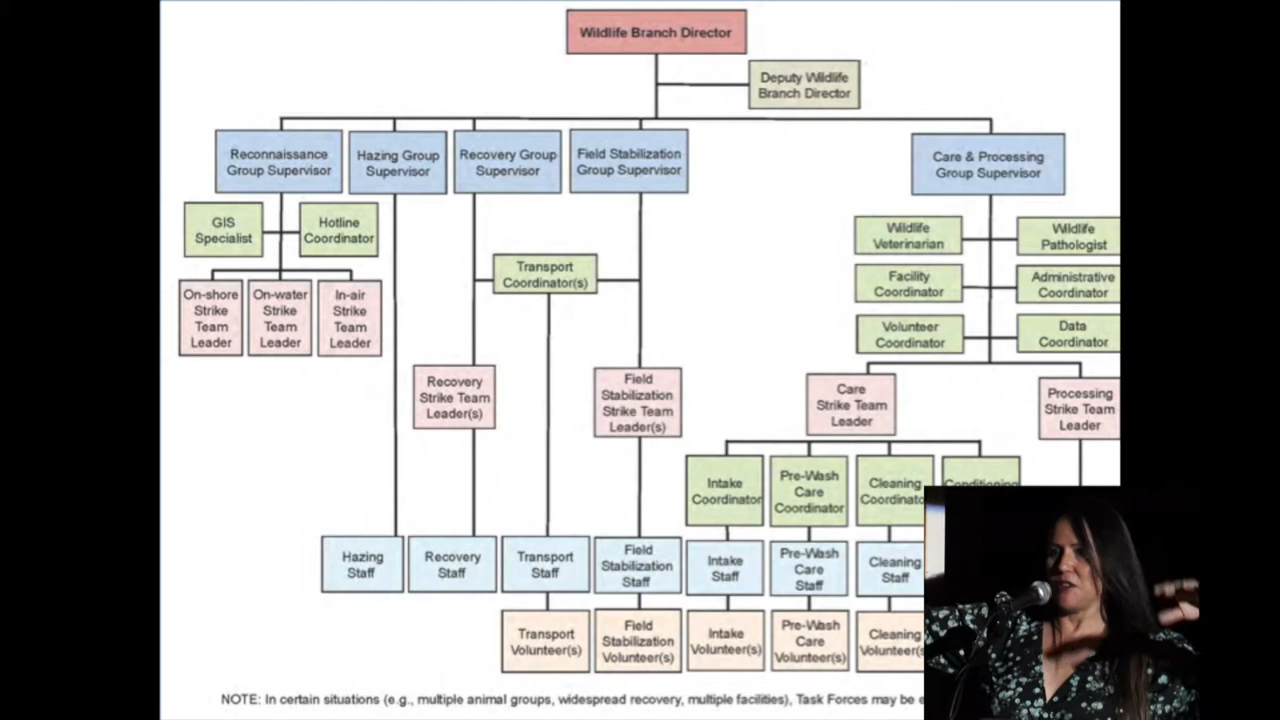 Wildlife Branch Director
Deputy Wildlife
Branch Director
Reconnaissance
Group Supervisor
Hazing Group
Supervisor
Recovery Group
Supervisor
Field Stabilization
Group Supervisor
Care & Processing
Group Supervisor
GIS
Specialist
Hotline
Coordinator
Wildlife
Veterinarian
Wildlife
Pathologist
Transport
Coordinator(s)
Facility
Coordinator
Administrative
Coordinator
On-shore
Strike
Team
Leader
On-water
Strike
Team
Leader
In-air
Strike
Team
Leader
Volunteer
Coordinator
Data
Coordinator
Recovery
Strike Team
Leader(s)
Field
Stabilization
Strike Team
Leader(s)
Care
Strike Team
Leader
Processing
Strike Team
Leader
Intake
Coordinator
Pre-Wash
Care
Coordinator
Cleaning
Coordinato
Conditioning
Hazing
Staff
Recovery
Staff
Transport
Staff
Field
Stabilization
Staff
Intake
Staff
Pre-Wash
Care
Staff
Cleaning
Staff
Transport
Volunteer(s)
Field
Stabilization
Volunteer(s)
Intake
Volunteer(s)
Pre-Wash
Care
Volunteer(s)
Cleaning
Volunteer(s
NOTE: In certain situations (e.g., multiple animal groups, widespread recovery, multiple facilities), Task Forces may be e